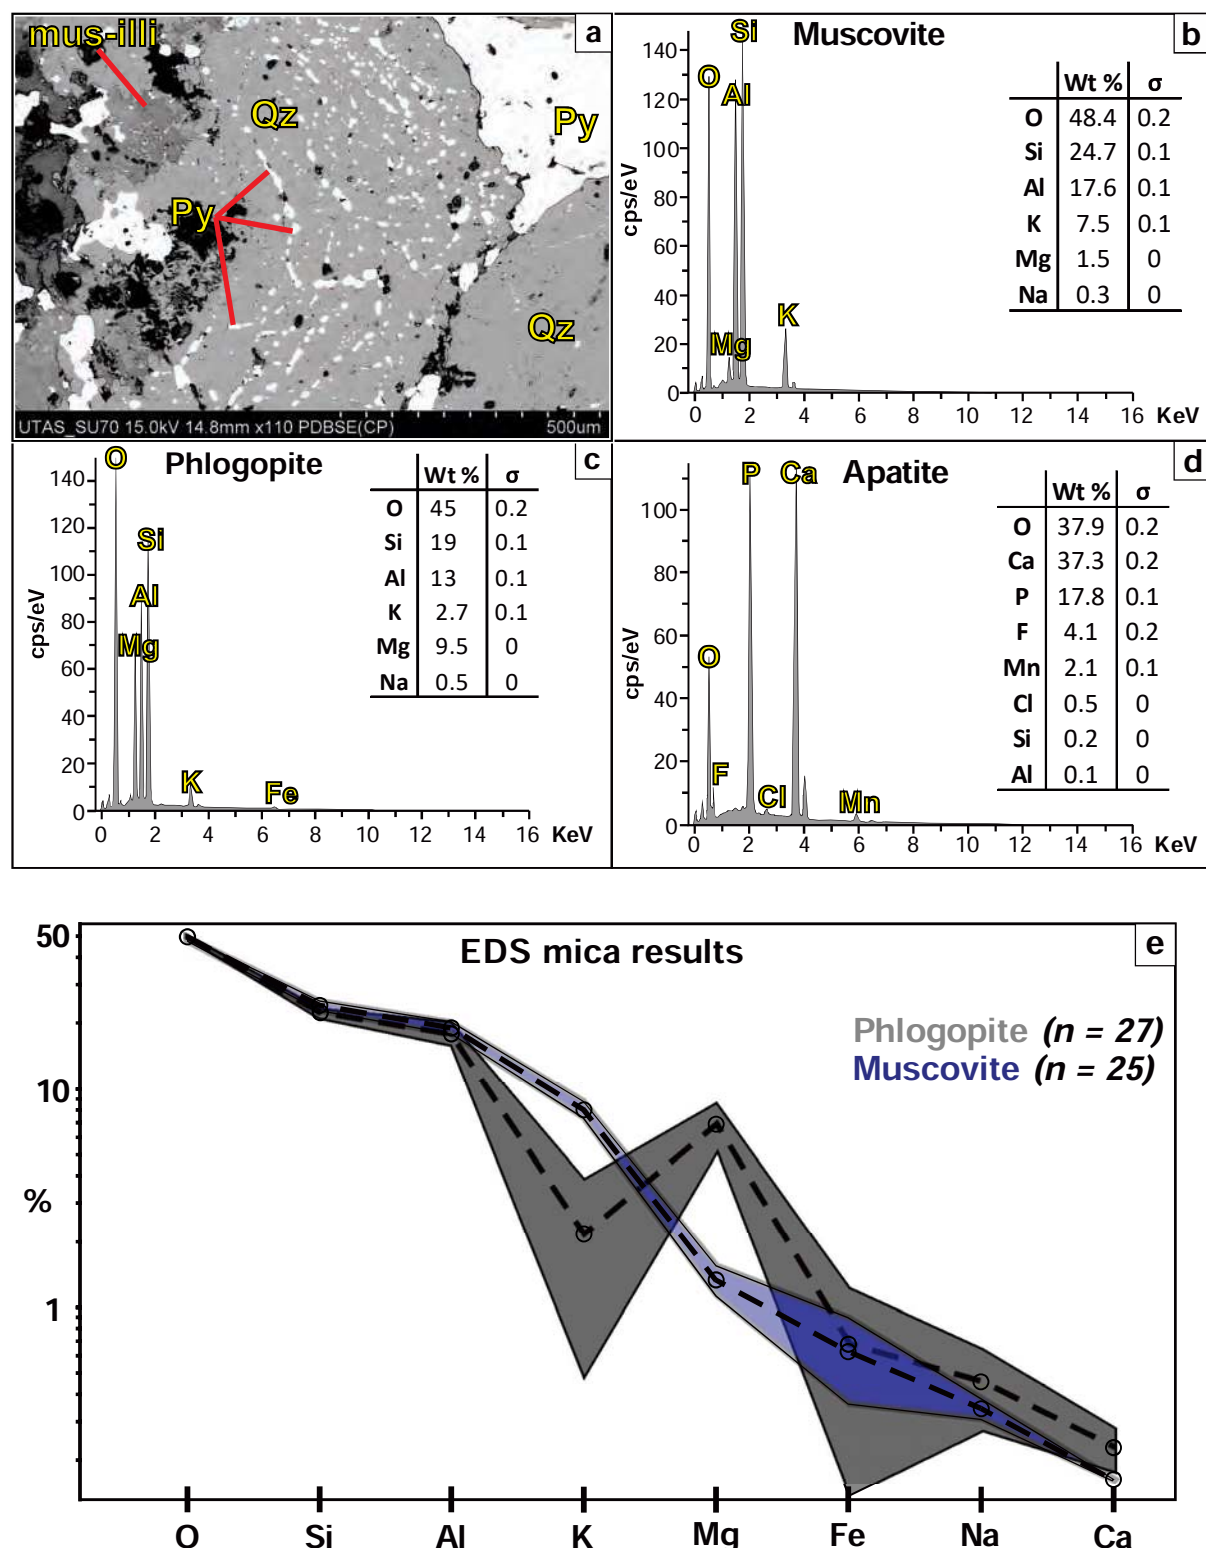 mus-illi
a
Qz
Py
Py
Qz
UTAS_SU70 15.0kV 14.8mm x110 PDBSE(CP) 500um
b
Muscovite
Si
O
Al
Mg
K
140
120
100
80
60
40
20
0
cps/eV
0 2 4 6 8 10 12 14 16 KeV
Wt % σ
O 48.4 0.2
Si 24.7 0.1
Al 17.6 0.1
K 7.5 0.1
Mg 1.5 0
Na 0.3 0
c
Phlogopite
O
Si
Al
Mg
K
Fe
140
120
100
80
60
40
20
0
cps/eV
0 2 4 6 8 10 12 14 16 KeV
Wt % σ
O 45 0.2
Si 19 0.1
Al 13 0.1
K 2.7 0.1
Mg 9.5 0
Na 0.5 0
d
Apatite
P
Ca
O
F
Cl
Mn
100
80
60
40
20
0
cps/eV
0 2 4 6 8 10 12 14 16 KeV
Wt % σ
O 37.9 0.2
Ca 37.3 0.2
P 17.8 0.1
F 4.1 0.2
Mn 2.1 0.1
Cl 0.5 0
Si 0.2 0
Al 0.1 0
e
EDS mica results
Phlogopite (n = 27)
Muscovite (n = 25)
50
10
%
1
O Si Al K Mg Fe Na Ca